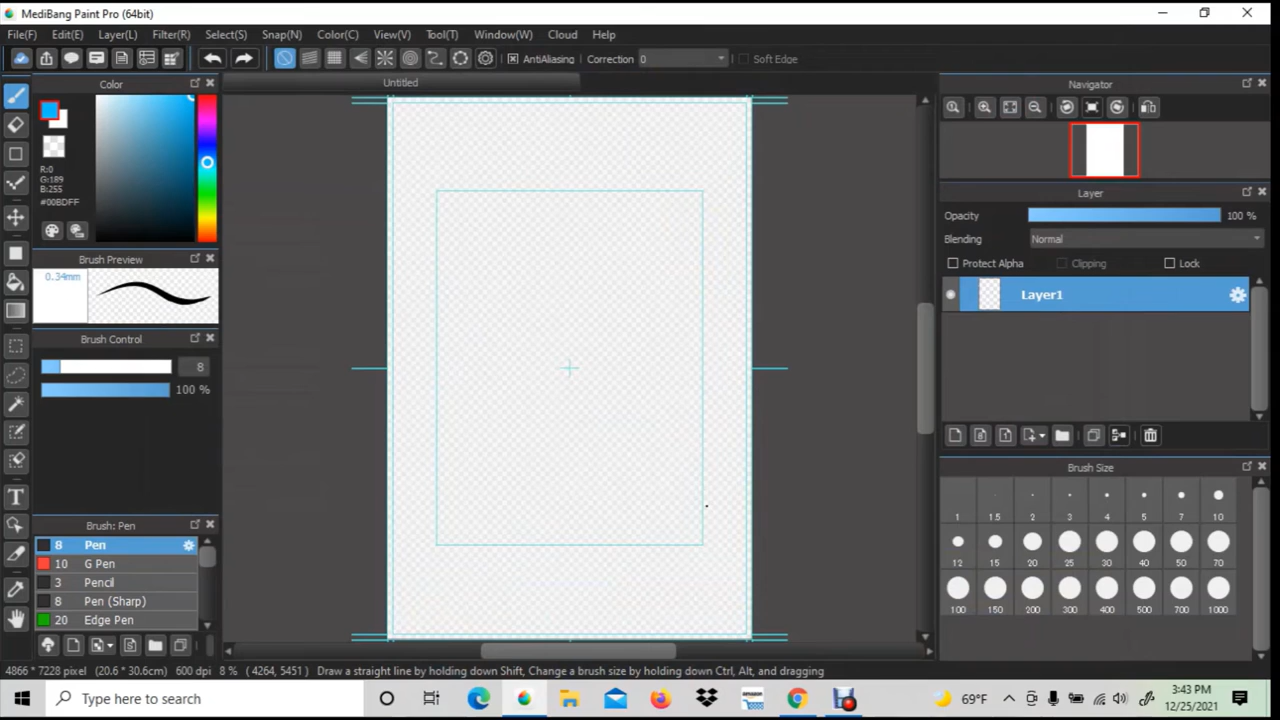 MediBang Paint Pro (64bit)
File(F) Edit(E) Layer(L) Filter(R) Select(S) Snap(N) Color(C) View(V) Tool(T) Window(W) Cloud Help
AntiAliasing Correction 0 Soft Edge
Color
Untitled
Navigator
R:0
G:189
B:255
#00BDFF
Layer
Opacity 100 %
Blending Normal
Protect Alpha Clipping Lock
Layer1
Brush Preview
0.34mm
Brush Control
8
100 %
Brush: Pen
8 Pen
10 G Pen
3 Pencil
8 Pen (Sharp)
20 Edge Pen
Brush Size
1 1.5 2 3 4 5 7 10
12 15 20 25 30 40 50 70
100 150 200 300 400 500 700 1000
4866 * 7228 pixel (20.6 * 30.6cm) 600 dpi 8 % (4264, 5451) Draw a straight line by holding down Shift, Change a brush size by holding down Ctrl, Alt, and dragging
Type here to search
amazon
69°F
3:43 PM
12/25/2021